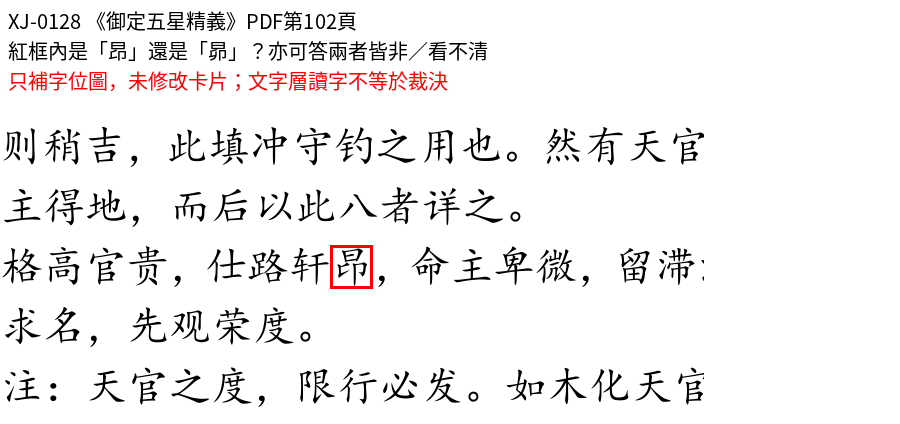 XJ-0128 《御定五星精義》PDF第102頁
紅框內是「昂」還是「昴」？亦可答兩者皆非／看不清
只補字位圖，未修改卡片；文字層讀字不等於裁決
则稍吉，此填冲守钓之用也。然有天官
主得地，而后以此八者详之。
格高官贵，仕路轩昂，命主卑微，留滞
求名，先观荣度。
注：天官之度，限行必发。如木化天官